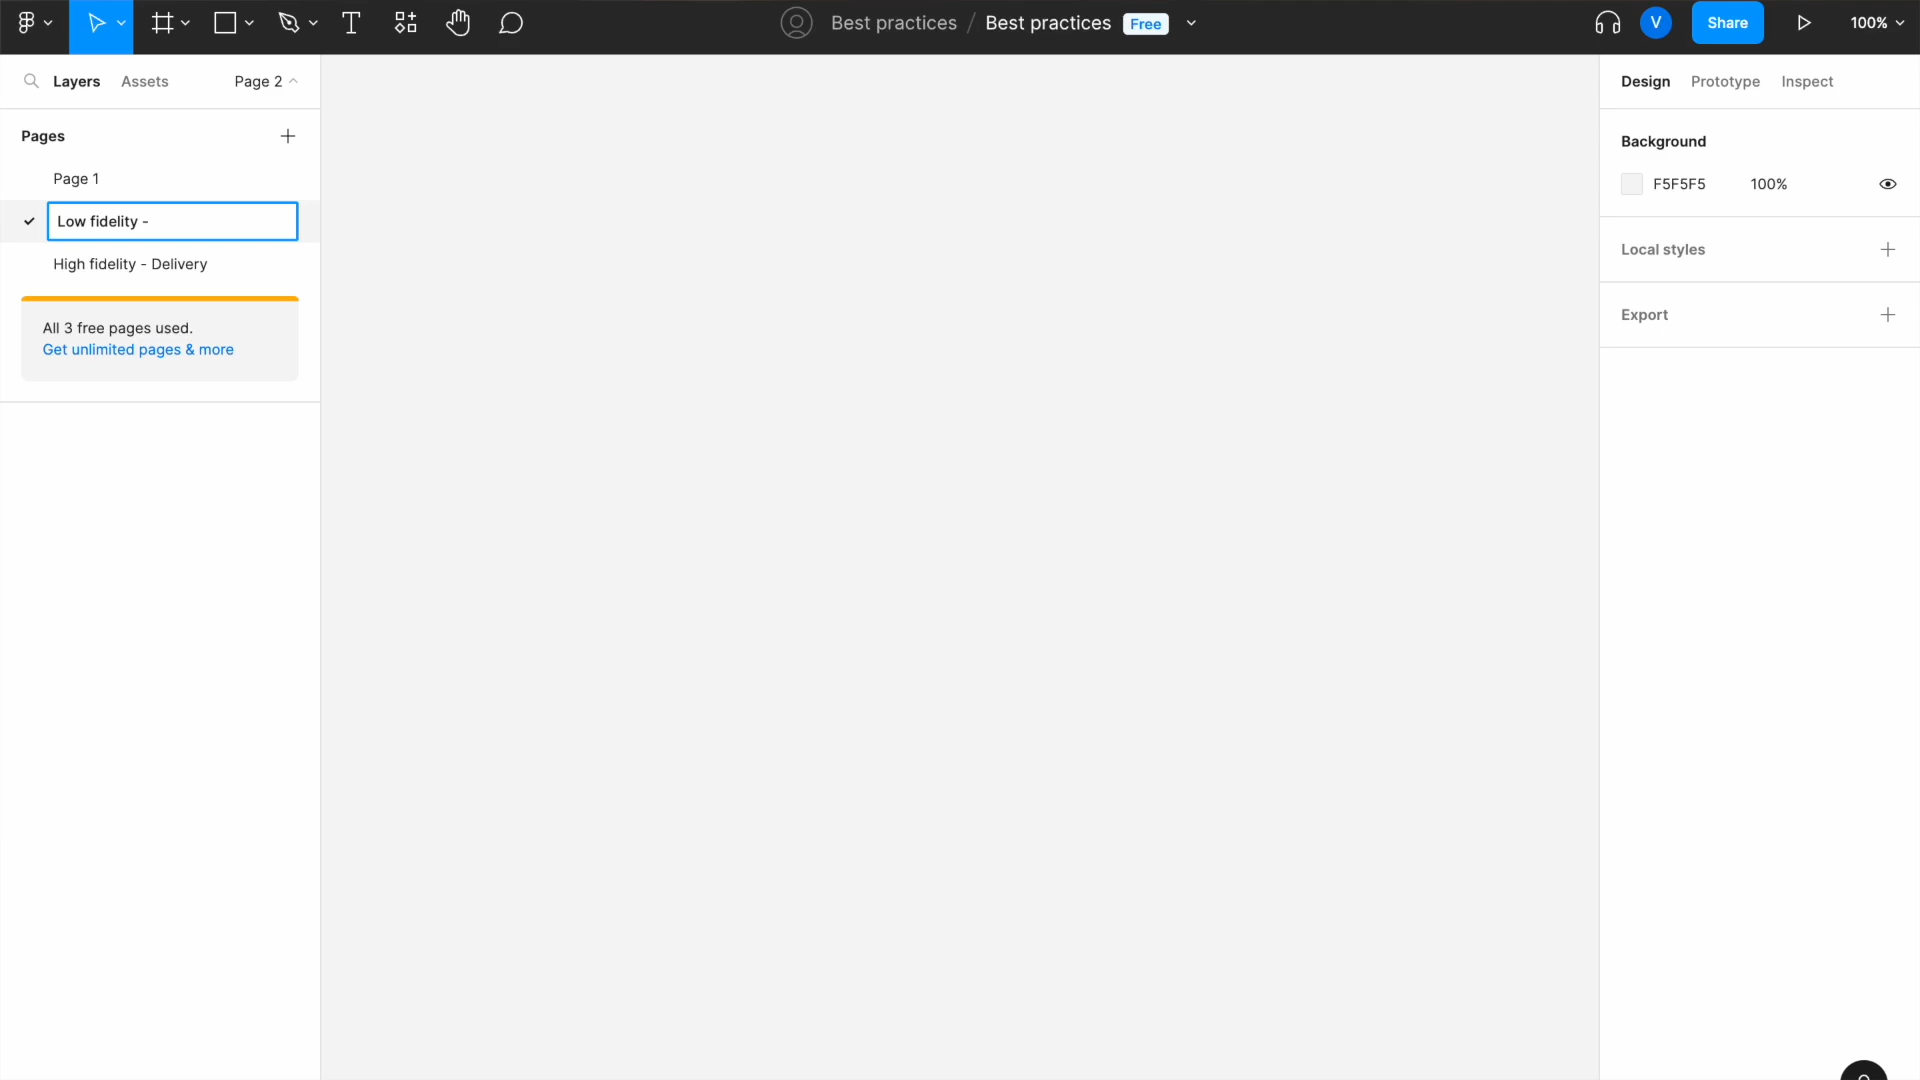 Best practices / Best practices Free
V Share 100%
Layers Assets Page 2
Pages
Page 1
Low fidelity -
High fidelity - Delivery
All 3 free pages used.
Get unlimited pages & more
Design Prototype Inspect
Background
F5F5F5 100%
Local styles
Export